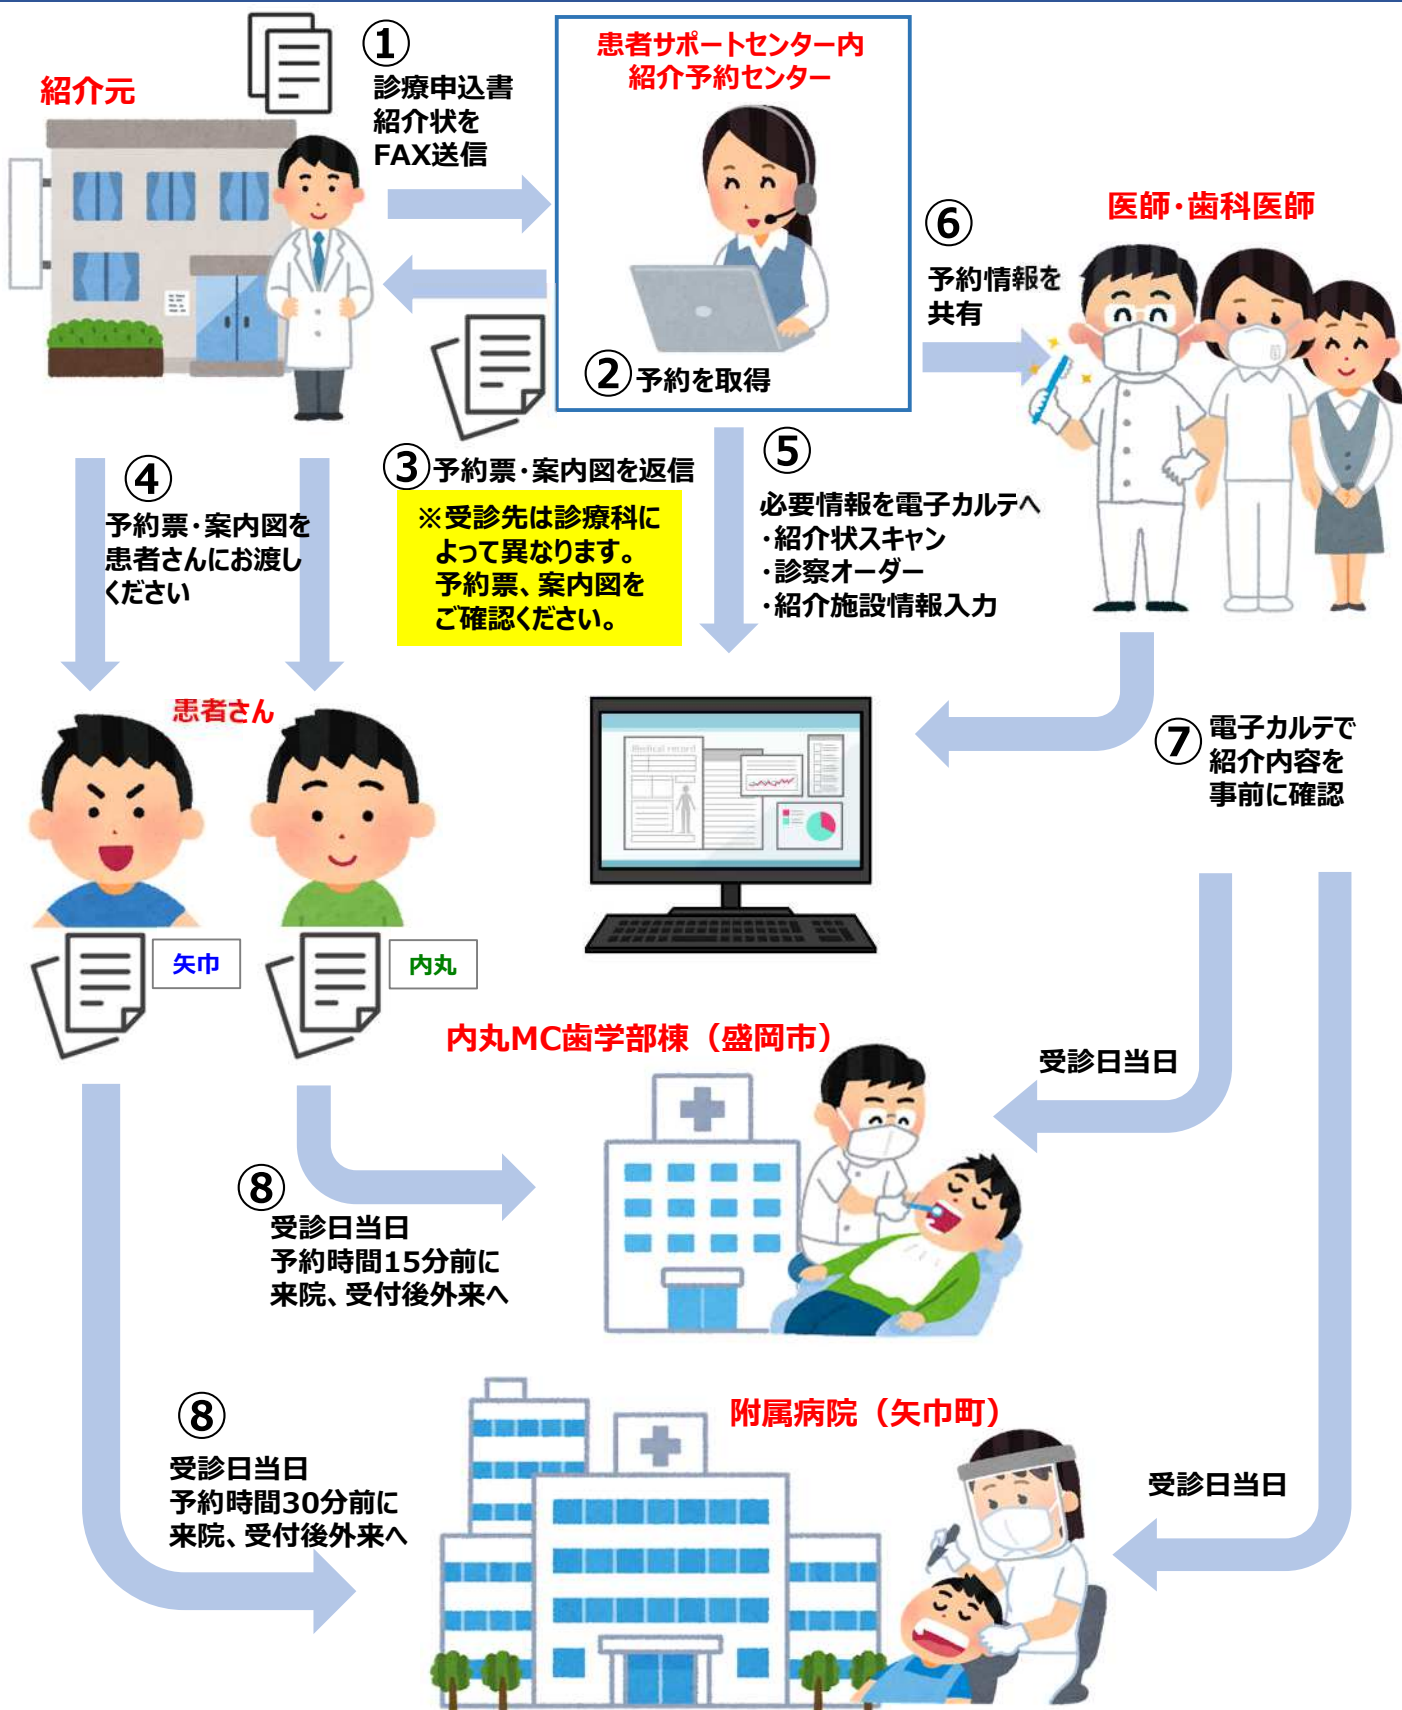 紹介元
①
診療申込書
紹介状を
FAX送信
患者サポートセンター内
紹介予約センター
②予約を取得
⑥
予約情報を
共有
医師・歯科医師
③予約票・案内図を返信
※受診先は診療科に
よって異なります。
予約票、案内図を
ご確認ください。
④
予約票・案内図を
患者さんにお渡し
ください
⑤
必要情報を電子カルテへ
・紹介状スキャン
・診察オーダー
・紹介施設情報入力
患者さん
Medical record
⑦
電子カルテで
紹介内容を
事前に確認
矢巾
内丸
内丸MC歯学部棟（盛岡市）
受診日当日
⑧
受診日当日
予約時間15分前に
来院、受付後外来へ
附属病院（矢巾町）
⑧
受診日当日
予約時間30分前に
来院、受付後外来へ
受診日当日